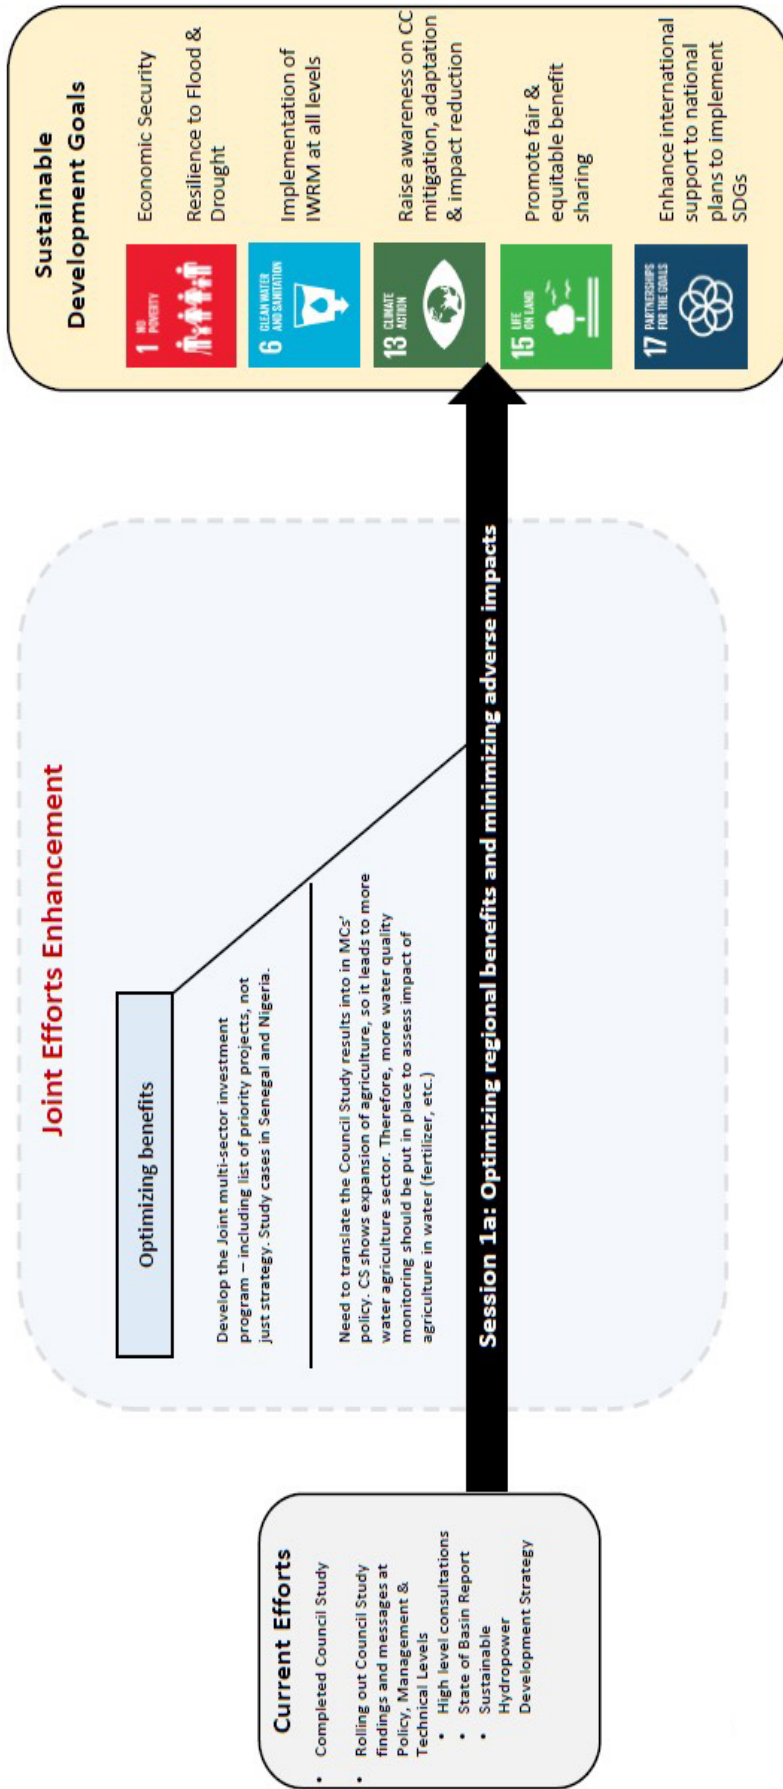 Current Efforts
• Completed Council Study
• Rolling out Council Study
findings and messages at
Policy, Management &
Technical Levels
• High level consultations
• State of Basin Report
• Sustainable
Hydropower
Development Strategy
Joint Efforts Enhancement
Optimizing benefits
Develop the Joint multi-sector investment
program – including list of priority projects, not
just strategy. Study cases in Senegal and Nigeria.
Need to translate the Council Study results into in MCs'
policy. CS shows expansion of agriculture, so it leads to more
water agriculture sector. Therefore, more water quality
monitoring should be put in place to assess impact of
agriculture in water (fertilizer, etc.)
Session 1a: Optimizing regional benefits and minimizing adverse impacts
Sustainable
Development Goals
1 NO
POVERTY
Economic Security
Resilience to Flood &
Drought
6 CLEAN WATER
AND SANITATION
Implementation of
IWRM at all levels
13 CLIMATE
ACTION
Raise awareness on CC
mitigation, adaptation
& impact reduction
15 LIFE
ON LAND
Promote fair &
equitable benefit
sharing
17 PARTNERSHIPS
FOR THE GOALS
Enhance international
support to national
plans to implement
SDGs